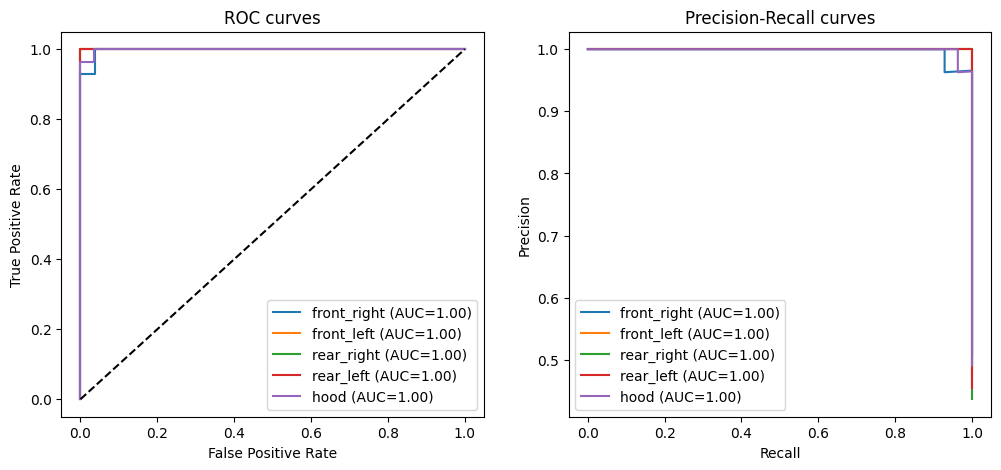 ROC curves
True Positive Rate
1.0
0.8
0.6
0.4
0.2
0.0
front_right (AUC=1.00)
front_left (AUC=1.00)
rear_right (AUC=1.00)
rear_left (AUC=1.00)
hood (AUC=1.00)
0.0 0.2 0.4 0.6 0.8 1.0
False Positive Rate
Precision-Recall curves
Precision
1.0
0.9
0.8
0.7
0.6
0.5
front_right (AUC=1.00)
front_left (AUC=1.00)
rear_right (AUC=1.00)
rear_left (AUC=1.00)
hood (AUC=1.00)
0.0 0.2 0.4 0.6 0.8 1.0
Recall